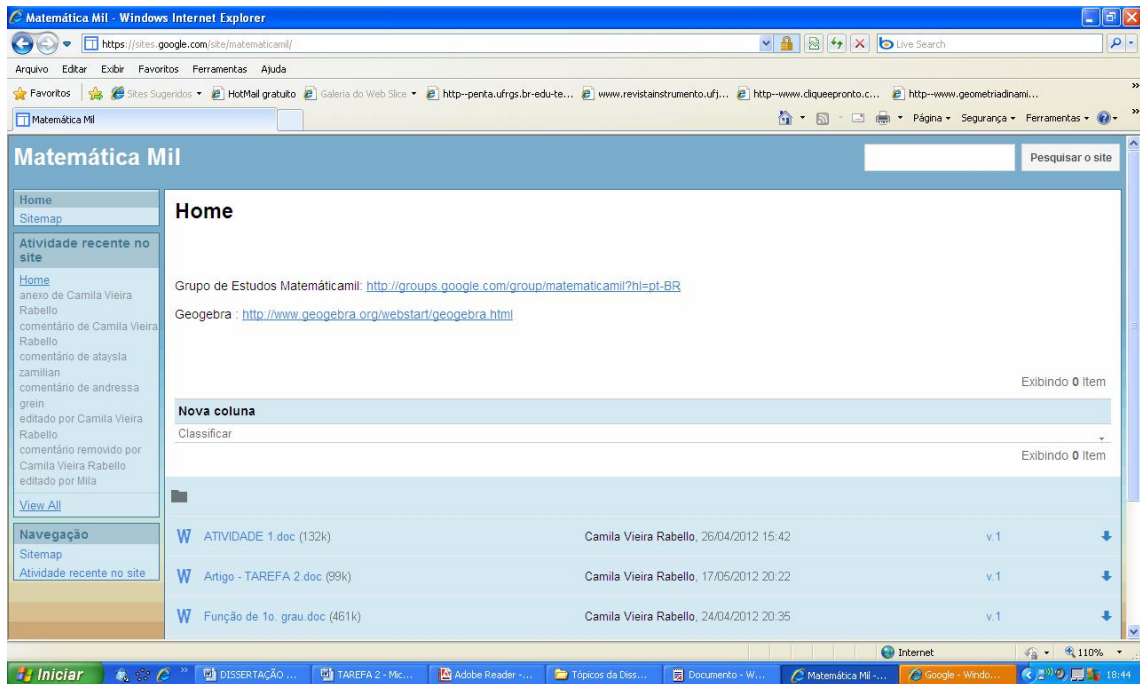 Matemática Mil - Windows Internet Explorer
https://sites.google.com/site/matematicamil/
Live Search
Arquivo Editar Exibir Favoritos Ferramentas Ajuda
Favoritos Sites Sugeridos HotMail gratuito Galeria do Web Slice http--penta.ufrgs.br-edu-te... www.revistainstrumento.ufj... http--www.cliqueepronto.c... http--www.geometriadinami...
Matemática Mil
Página Segurança Ferramentas
Matemática Mil
Pesquisar o site
Home
Sitemap
Atividade recente no
site
Home
anexo de Camila Vieira
Rabello
comentário de Camila Vieira
Rabello
comentário de ataysla
zamilian
comentário de andressa
grein
editado por Camila Vieira
Rabello
comentário removido por
Camila Vieira Rabello
editado por Mila
View All
Navegação
Sitemap
Atividade recente no site
Home
Grupo de Estudos Matemáticamil: http://groups.google.com/group/matematicamil?hl=pt-BR
Geogebra : http://www.geogebra.org/webstart/geogebra.html
Exibindo 0 Item
Nova coluna
Classificar
Exibindo 0 Item
ATIVIDADE 1.doc (132k) Camila Vieira Rabello, 26/04/2012 15:42 v.1
Artigo - TAREFA 2.doc (99k) Camila Vieira Rabello, 17/05/2012 20:22 v.1
Função de 1o. grau.doc (461k) Camila Vieira Rabello, 24/04/2012 20:35 v.1
Internet 110%
Iniciar DISSERTAÇÃO ... TAREFA 2 - Mic... Adobe Reader -... Tópicos da Diss... Documento - W... Matemática Mil -... Google - Windo... 18:44